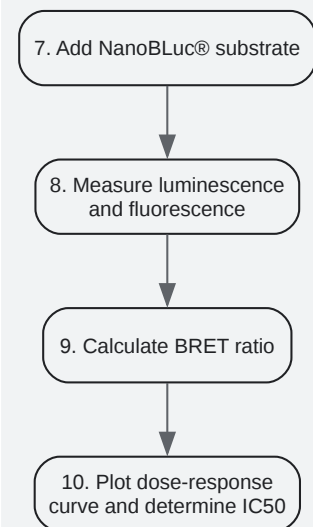 7. Add NanoBLuc® substrate
8. Measure luminescence
and fluorescence
9. Calculate BRET ratio
10. Plot dose-response
curve and determine IC50